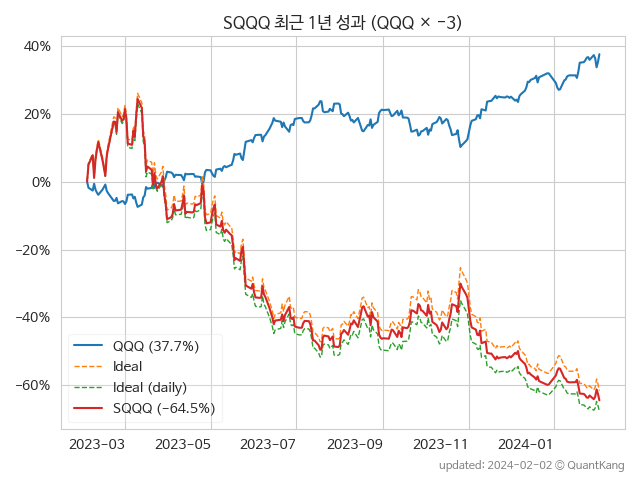 SQQQ 최근 1년 성과 (QQQ × −3)
40%
20%
0%
−20%
−40%
−60%
QQQ (37.7%)
Ideal
Ideal (daily)
SQQQ (−64.5%)
2023-03 2023-05 2023-07 2023-09 2023-11 2024-01
updated: 2024-02-02 © QuantKang